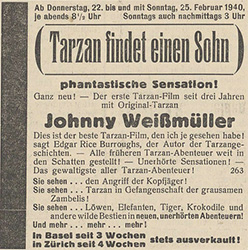 Ab Donnerstag, 22. bis und mit Sonntag, 25. Februar 1940,
je abends 8½ Uhr Sonntags auch nachmittags 3 Uhr
Tarzan findet einen Sohn
phantastische Sensation!
Ganz neu! — Der erste Tarzan-Film seit drei Jahren
mit Original-Tarzan
Johnny Weißmüller
Dies ist der beste Tarzan-Film, den ich je gesehen habe!
sagt Edgar Rice Burroughs, der Autor der Tarzange-
schichten. — Alle früheren Tarzan-Abenteuer weit in
den Schatten gestellt! — Unerhörte Sensationen! —
Das gewaltigste aller Tarzan-Abenteuer! 263
Sie sehen . . . den Angriff der Kopfjäger!
Sie sehen . . . Tarzan in Gefangenschaft der grausamen
Zambelis!
Sie sehen . . . Löwen, Elefanten, Tiger, Krokodile und
andere wilde Bestien in neuen, unerhörten Abenteuern!
Und mehr . . . mehr . . . mehr!
In Basel seit 3 Wochen
in Zürich seit 4 Wochen stets ausverkauft